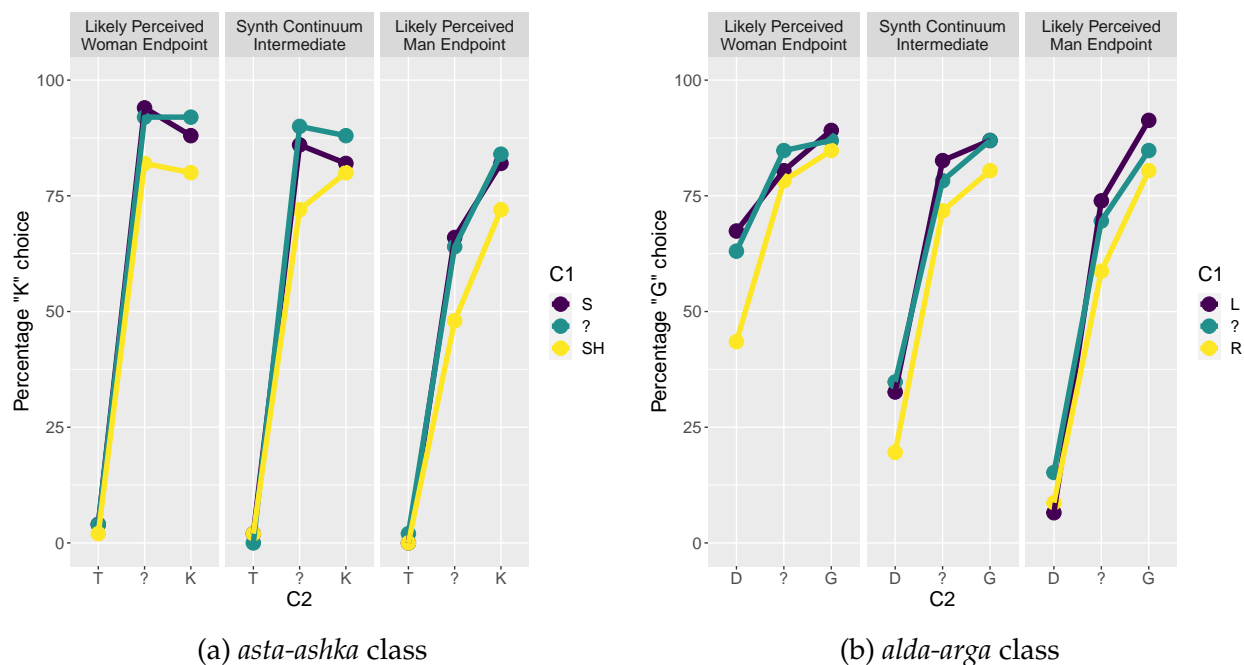 Likely Perceived
Woman Endpoint
Synth Continuum
Intermediate
Likely Perceived
Man Endpoint
Percentage "K" choice
100
75
50
25
0
T ? K
T ? K
T ? K
C2
C1
S
?
SH
(a) asta-ashka class
Likely Perceived
Woman Endpoint
Synth Continuum
Intermediate
Likely Perceived
Man Endpoint
Percentage "G" choice
100
75
50
25
0
D ? G
D ? G
D ? G
C2
C1
L
?
R
(b) alda-arga class